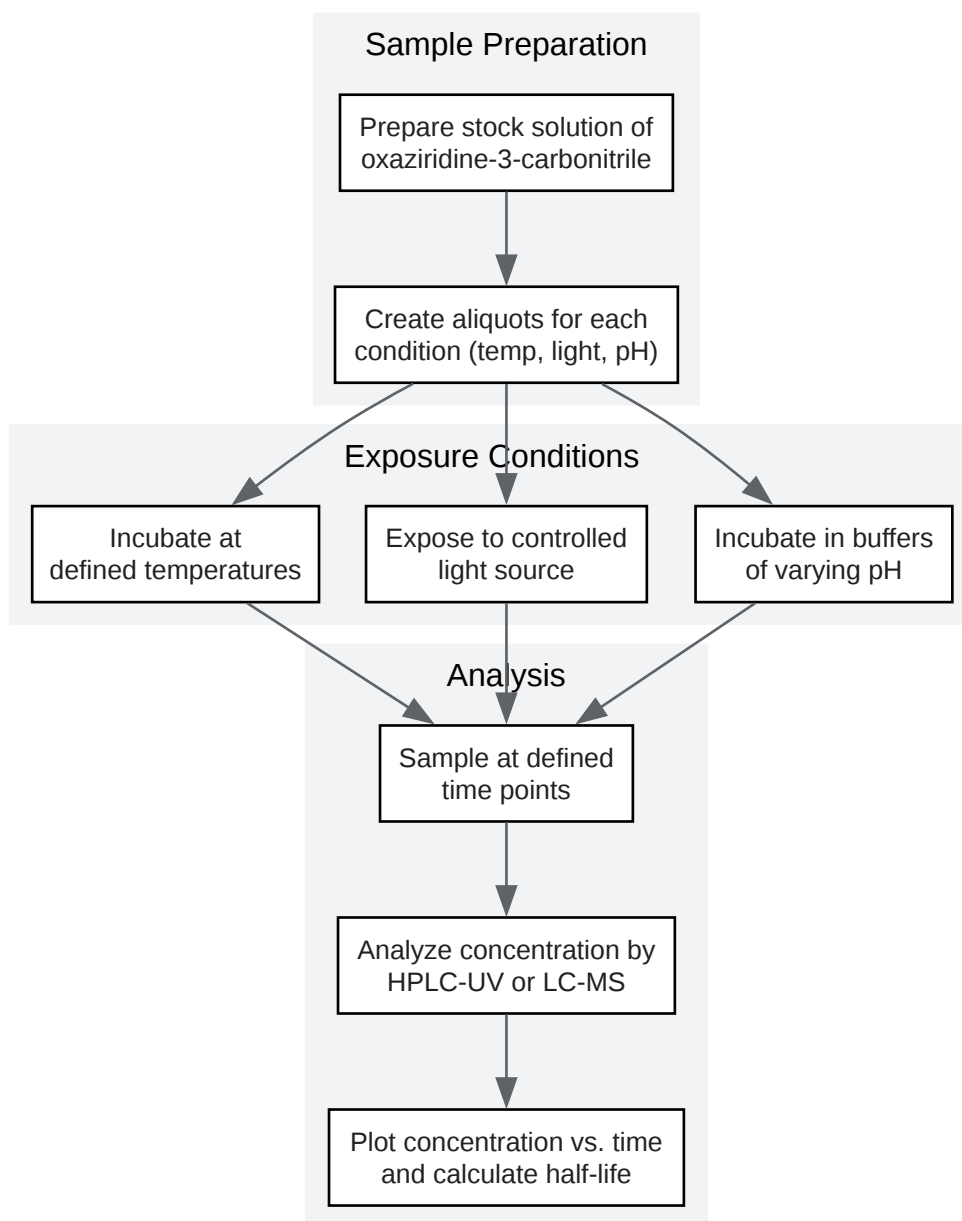 Sample Preparation
Prepare stock solution of
oxaziridine-3-carbonitrile
Create aliquots for each
condition (temp, light, pH)
Exposure Conditions
Incubate at
defined temperatures
Expose to controlled
light source
Incubate in buffers
of varying pH
Analysis
Sample at defined
time points
Analyze concentration by
HPLC-UV or LC-MS
Plot concentration vs. time
and calculate half-life